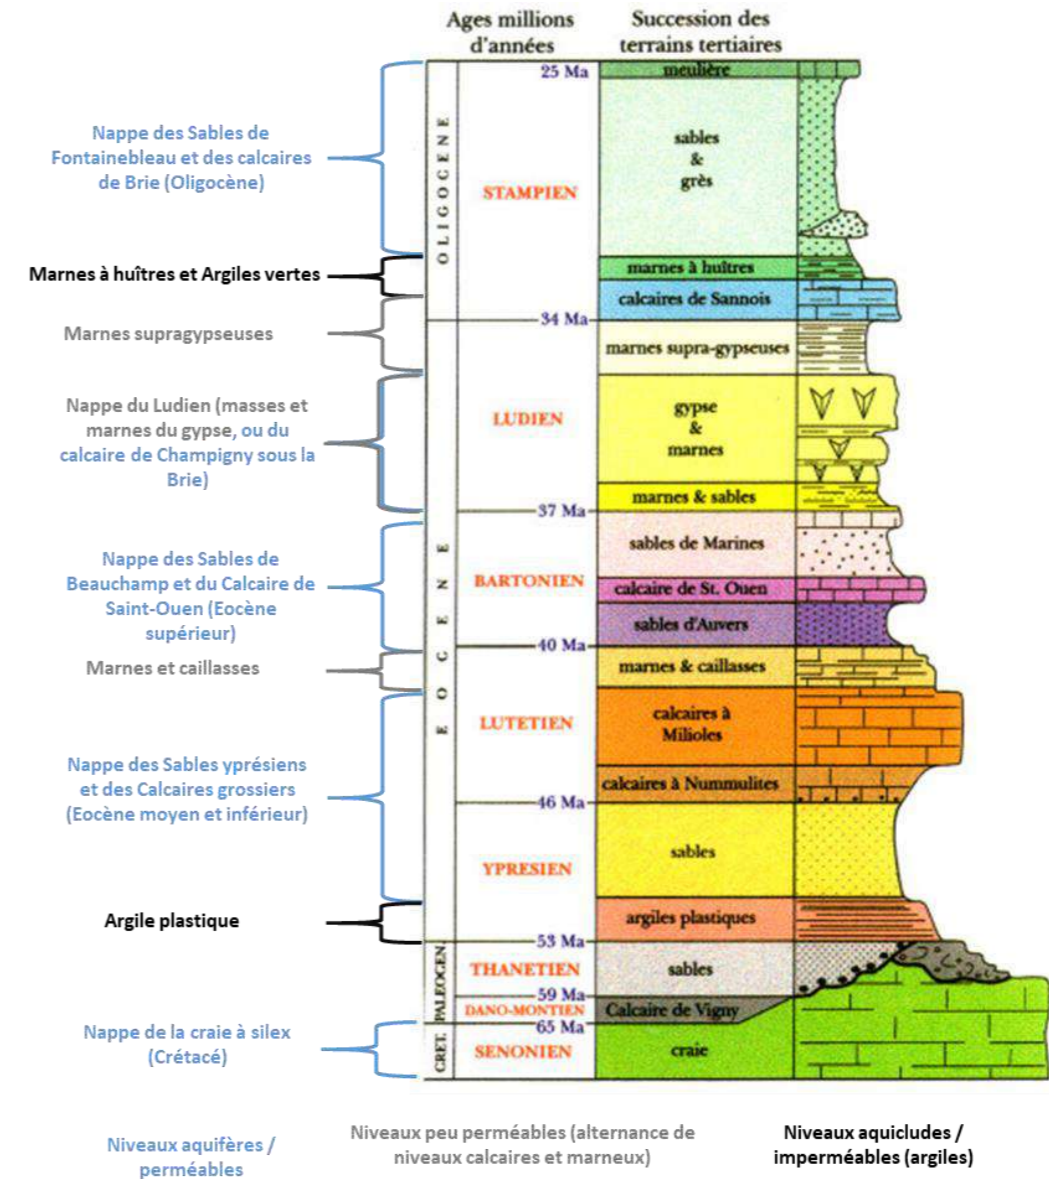 Ages millions
d'années
Succession des
terrains tertiaires
25 Ma
meulière
Nappe des Sables de
Fontainebleau et des calcaires
de Brie (Oligocène)
OLIGOCENE
STAMPIEN
sables
&
grès
Marnes à huîtres et Argiles vertes
marnes à huîtres
calcaires de Sannois
34 Ma
Marnes supragypseuses
marnes supra-gypseuses
Nappe du Ludien (masses et
marnes du gypse, ou du
calcaire de Champigny sous la
Brie)
LUDIEN
gypse
&
marnes
marnes & sables
37 Ma
EOCENE
Nappe des Sables de
Beauchamp et du Calcaire de
Saint-Ouen (Eocène
supérieur)
BARTONIEN
sables de Marines
calcaire de St. Ouen
sables d'Auvers
40 Ma
Marnes et caillasses
marnes & caillasses
LUTETIEN
calcaires à
Milioles
Nappe des Sables yprésiens
et des Calcaires grossiers
(Eocène moyen et inférieur)
calcaires à Nummulites
46 Ma
YPRESIEN
sables
Argile plastique
argiles plastiques
53 Ma
PALEOGEN.
THANETIEN
sables
59 Ma
DANO-MONTIEN
Calcaire de Vigny
65 Ma
Nappe de la craie à silex
(Crétacé)
CRET.
SENONIEN
craie
Niveaux aquifères /
perméables
Niveaux peu perméables (alternance de
niveaux calcaires et marneux)
Niveaux aquicludes /
imperméables (argiles)